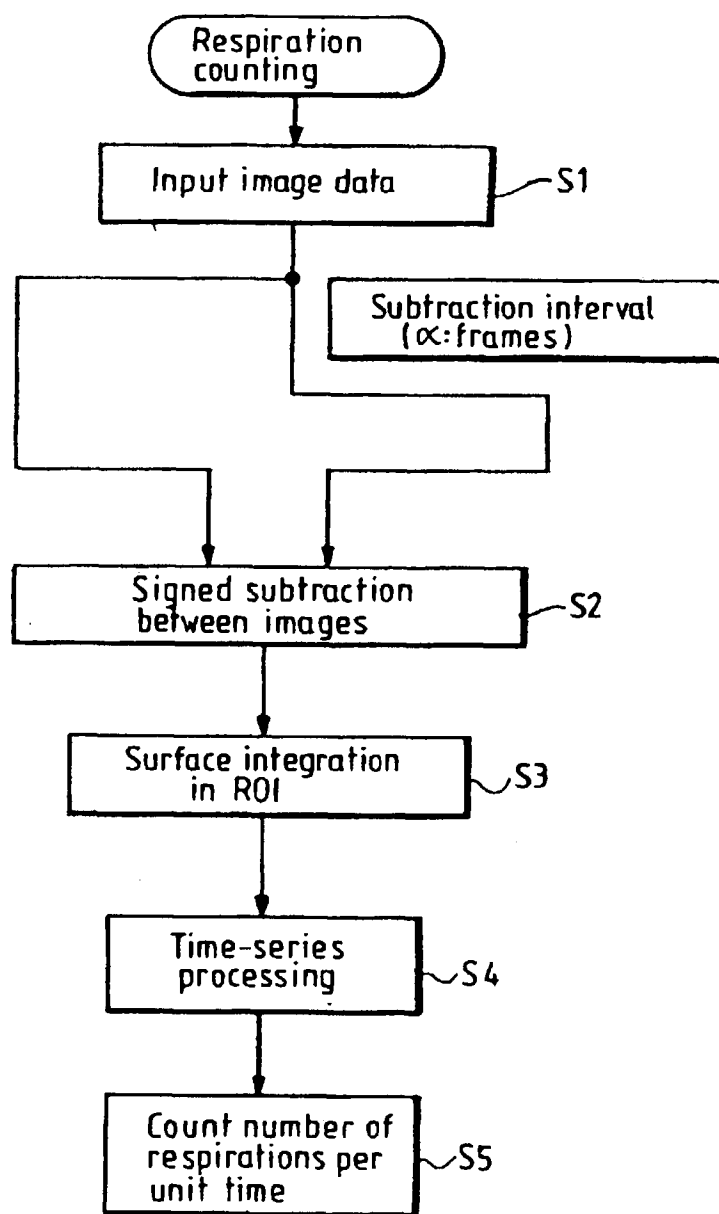 Respiration
counting
Input image data
S1
Subtraction interval
(α:frames)
Signed subtraction
between images
S2
Surface integration
in ROI
S3
Time-series
processing
S4
Count number of
respirations per
unit time
S5